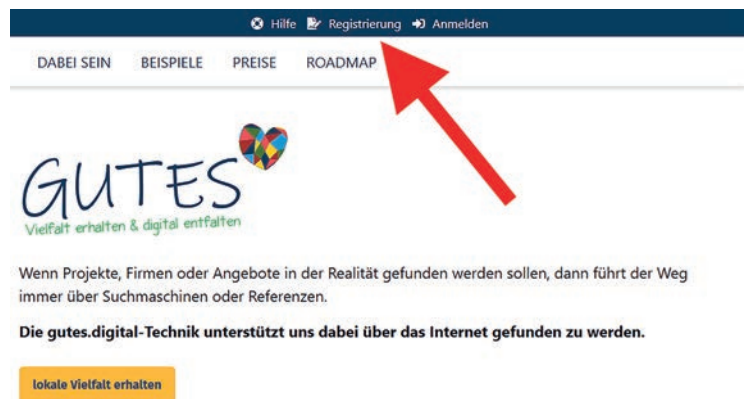 Hilfe Registrierung Anmelden
DABEI SEIN BEISPIELE PREISE ROADMAP
GUTES
Vielfalt erhalten & digital entfalten
Wenn Projekte, Firmen oder Angebote in der Realität gefunden werden sollen, dann führt der Weg
immer über Suchmaschinen oder Referenzen.
Die gutes.digital-Technik unterstützt uns dabei über das Internet gefunden zu werden.
lokale Vielfalt erhalten